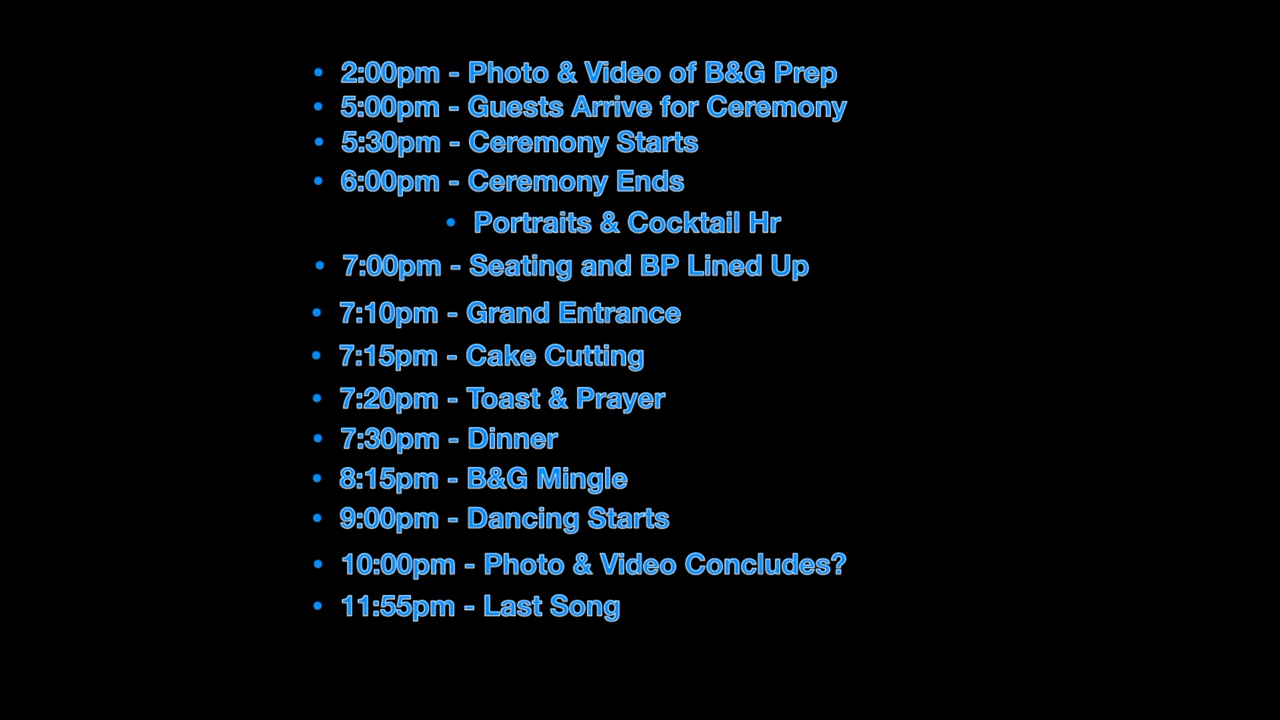 • 2:00pm - Photo & Video of B&G Prep
• 5:00pm - Guests Arrive for Ceremony
• 5:30pm - Ceremony Starts
• 6:00pm - Ceremony Ends
• Portraits & Cocktail Hr
• 7:00pm - Seating and BP Lined Up
• 7:10pm - Grand Entrance
• 7:15pm - Cake Cutting
• 7:20pm - Toast & Prayer
• 7:30pm - Dinner
• 8:15pm - B&G Mingle
• 9:00pm - Dancing Starts
• 10:00pm - Photo & Video Concludes?
• 11:55pm - Last Song